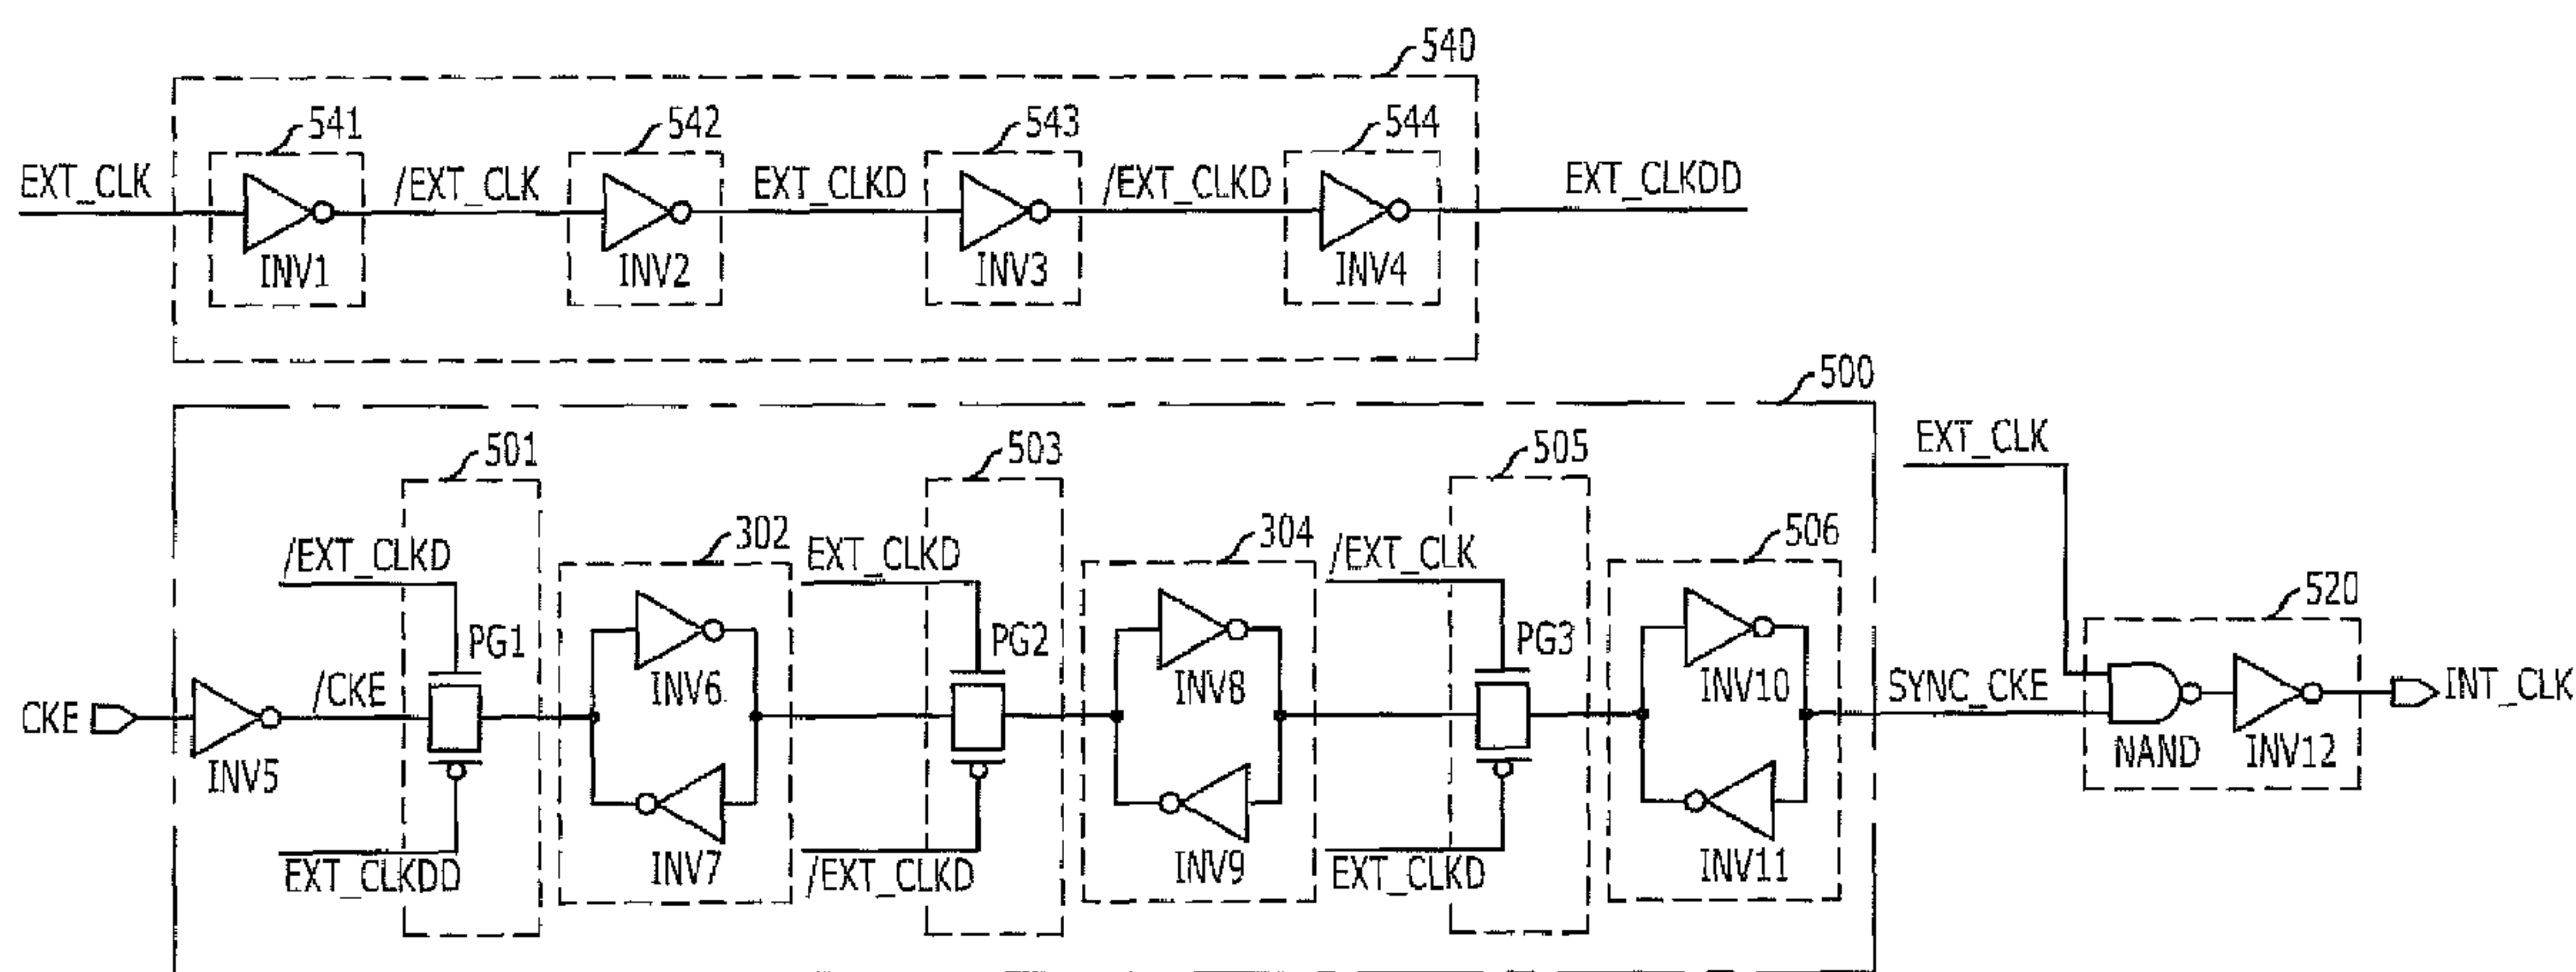 540
541
542
543
544
EXT_CLK
/EXT_CLK
EXT_CLKD
/EXT_CLKD
EXT_CLKDD
INV1
INV2
INV3
INV4
500
501
503
505
EXT_CLK
302
304
506
/EXT_CLKD
EXT_CLKD
/EXT_CLK
520
PG1
PG2
PG3
INV6
INV8
INV10
CKE
/CKE
SYNC_CKE
INT_CLK
INV5
NAND
INV12
INV7
INV9
INV11
EXT_CLKDD
/EXT_CLKD
EXT_CLKD